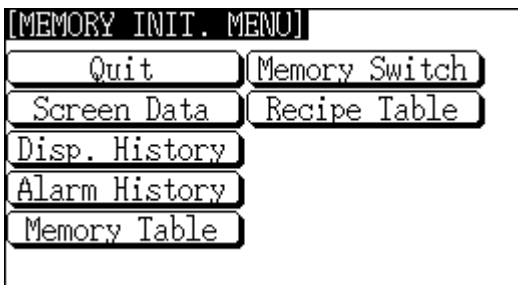 [MEMORY INIT. MENU]
Quit
Memory Switch
Screen Data
Recipe Table
Disp. History
Alarm History
Memory Table